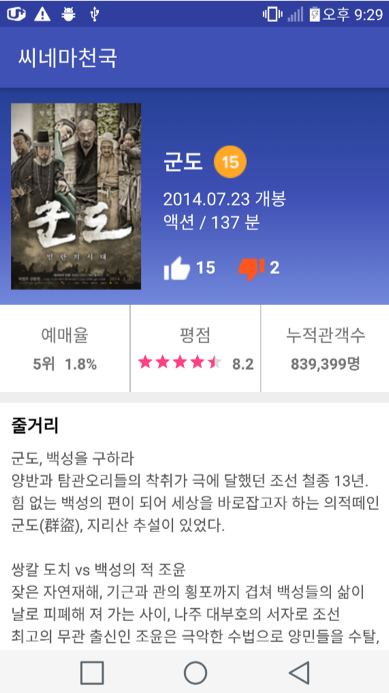 오후 9:29
씨네마천국
군도
민란의 시대
군도 15
2014.07.23 개봉
액션 / 137 분
15 2
예매율 평점 누적관객수
5위 1.8% 8.2 839,399명
줄거리
군도, 백성을 구하라
양반과 탐관오리들의 착취가 극에 달했던 조선 철종 13년.
힘 없는 백성의 편이 되어 세상을 바로잡고자 하는 의적떼인
군도(群盜), 지리산 추설이 있었다.
쌍칼 도치 vs 백성의 적 조윤
잦은 자연재해, 기근과 관의 횡포까지 겹쳐 백성들의 삶이
날로 피폐해 져 가는 사이, 나주 대부호의 서자로 조선
최고의 무관 출신인 조윤은 극악한 수법으로 양민들을 수탈,